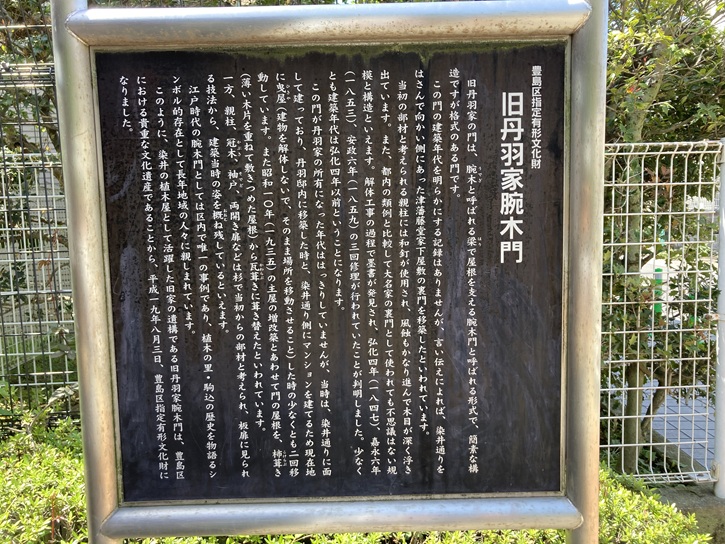 豊島区指定有形文化財
旧丹羽家腕木門
旧丹羽家の門は、腕木と呼ばれる梁で屋根を支える腕木門と呼ばれる形式で、簡素な構
造ですが格式のある門です。
この門の建築年代を明らかにする記録はありませんが、言い伝えによれば、染井通りを
はさんで向かい側にあった津藩藤堂家下屋敷の裏門を移築したといわれています。
当初の部材と考えられる親柱には和釘が使用され、風蝕もかなり進んで木目が深く浮き
出ています。また、都内の類例と比較して大名家の裏門として使われても不思議はない規
模と構造といえます。解体工事の過程で墨書が発見され、弘化四年(一八四七)、嘉永六年
(一八五三)、安政六年(一八五九)の三回修理が行われていたことが判明しました。少なく
とも建築年代は弘化四年以前ということになります。
この門が丹羽家の所有になった年代ははっきりしていませんが、当時は、染井通りに面
して建っており、丹羽邸内に移築した時と、染井通り側にマンションを建てるため現在地
に曳屋(建物を解体しないで、そのまま場所を移動させること)した時の少なくとも二回移
動しています。また昭和一〇年(一九三五)の主屋の増改築とあわせて門の屋根を、杮葺き
(薄い木片を重ねて敷きつめた屋根)から瓦葺きに葺き替えたといわれています。
一方、親柱、冠木、袖戸、両開き扉などは杉で当初からの部材と考えられ、板扉に見られ
る技法から、建築当時の姿を概ね残しているといえます。
江戸時代の腕木門としては区内で唯一の事例であり、植木の里・駒込の歴史を物語るシ
ンボル的存在として長年地域の人々に親しまれています。
このように、染井の植木屋として活躍した旧家の遺構である旧丹羽家腕木門は、豊島区
における貴重な文化遺産であることから、平成一九年八月三日、豊島区指定有形文化財に
なりました。